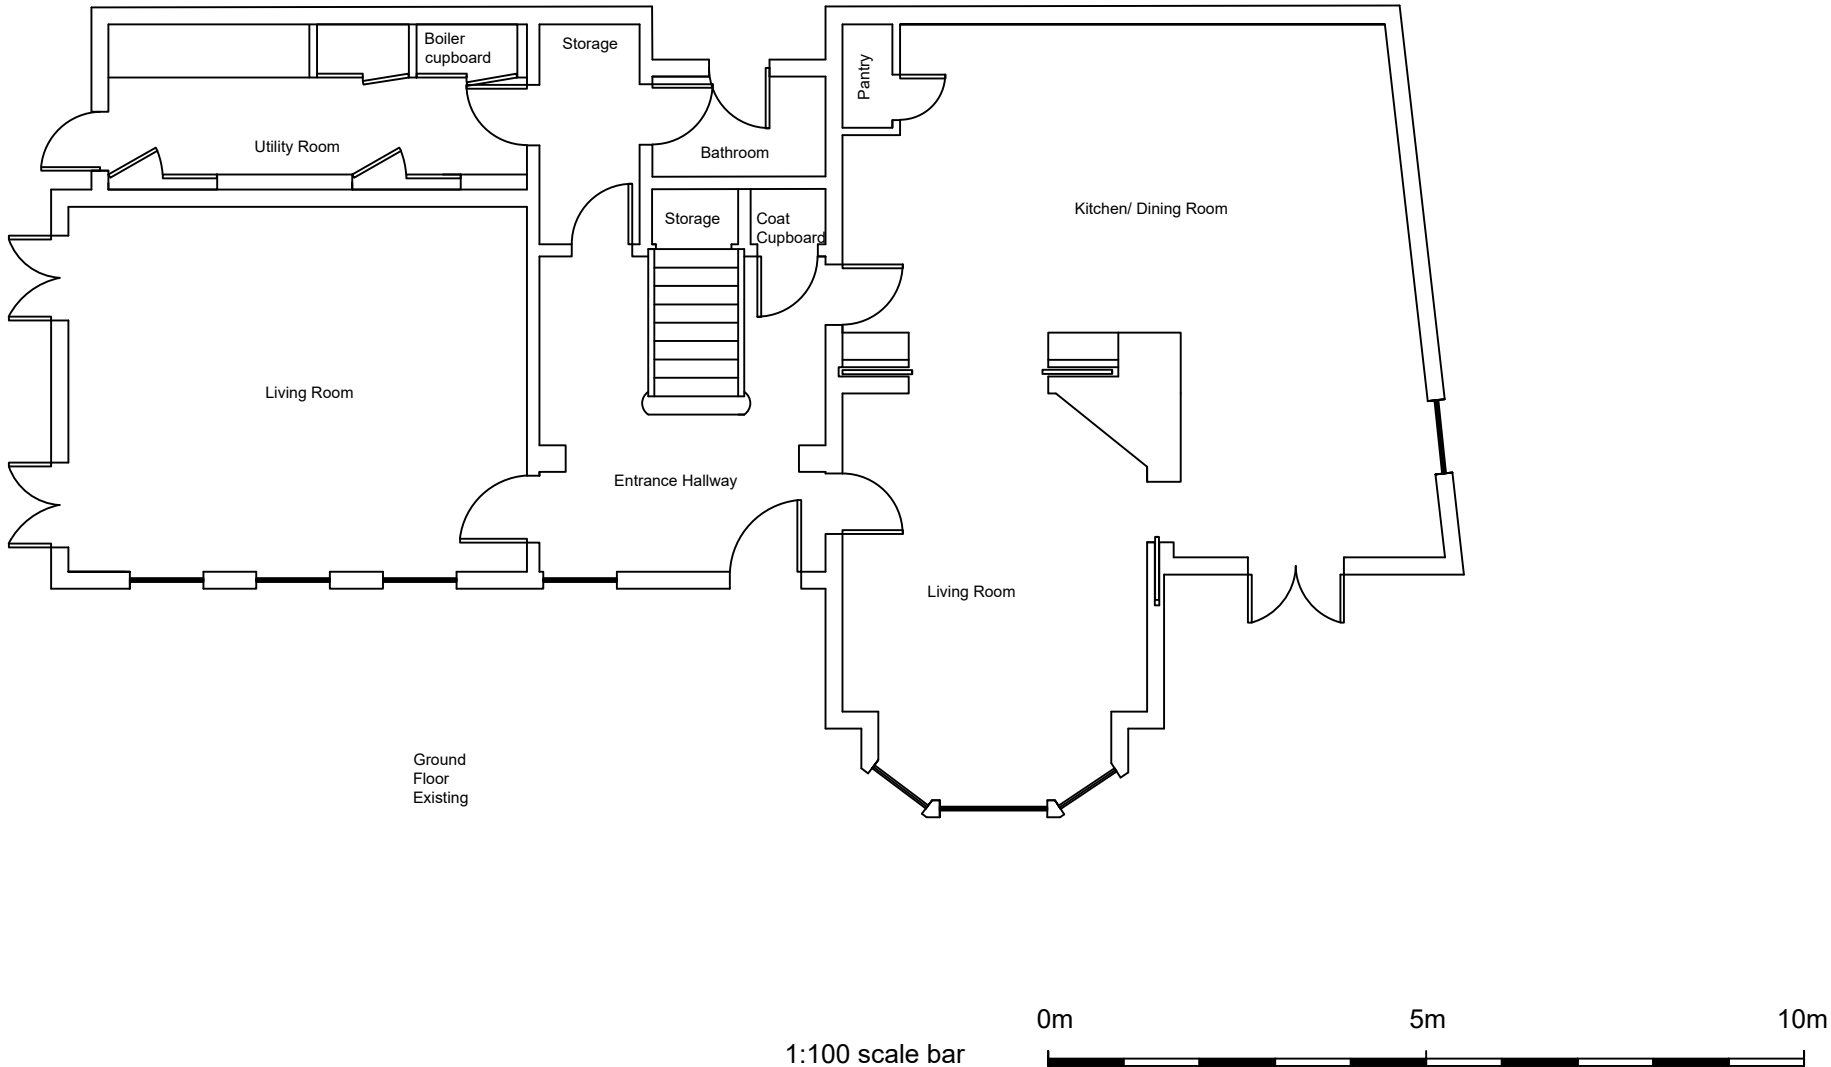 Boiler
cupboard
Storage
Pantry
Utility Room
Bathroom
Kitchen/ Dining Room
Storage
Coat
Cupboard
Living Room
Entrance Hallway
Living Room
Ground
Floor
Existing
0m
5m
10m
1:100 scale bar